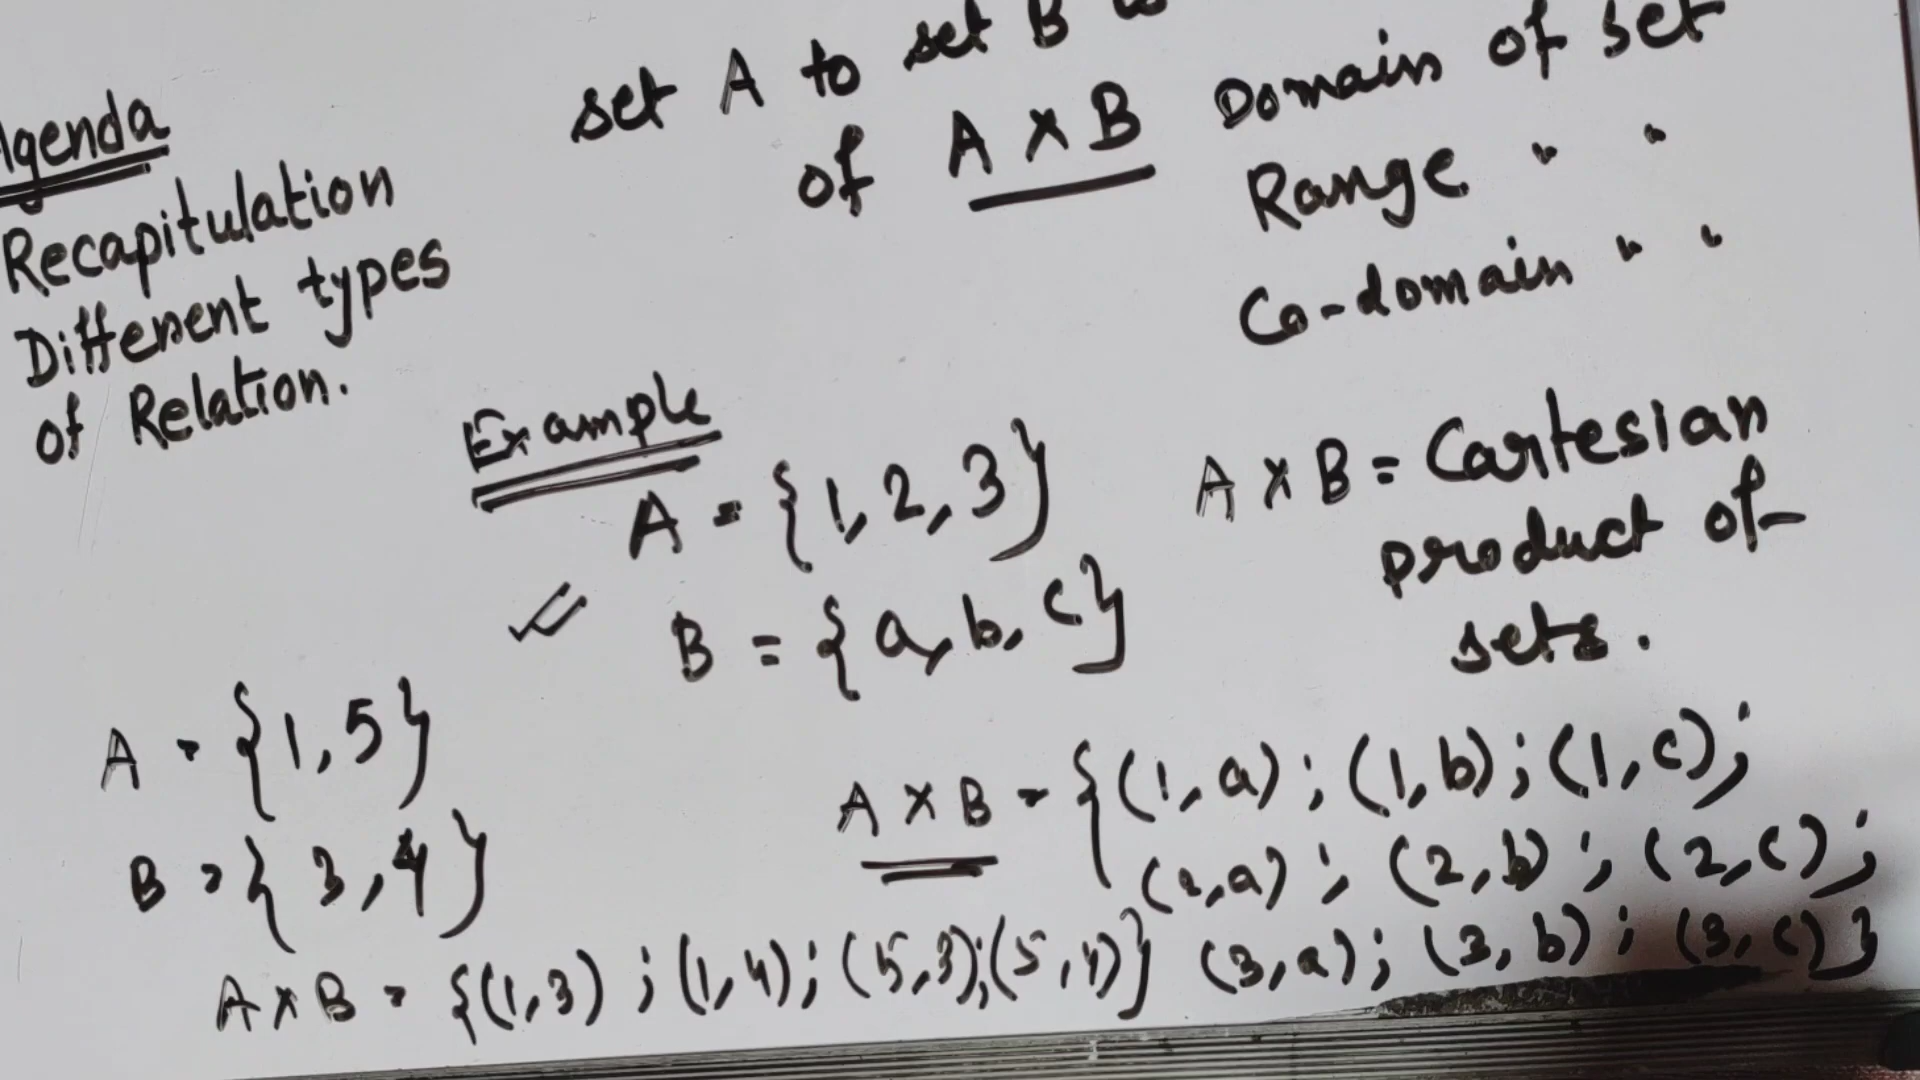 Agenda
Recapitulation
Different types
of Relation.
set A to set B
of A × B
Domain of set
Range " "
Co-domain " "
Example
A = {1, 2, 3}
B = {a, b, c}
A × B = Cartesian
product of
sets.
A = {1, 5}
B = {3, 4}
A × B = {(1, 3) ; (1, 4); (5, 3); (5, 4)}
A × B = {(1, a) ; (1, b) ; (1, c);
(2, a) ; (2, b) ; (2, c) ;
(3, a) ; (3, b) ; (3, c)}